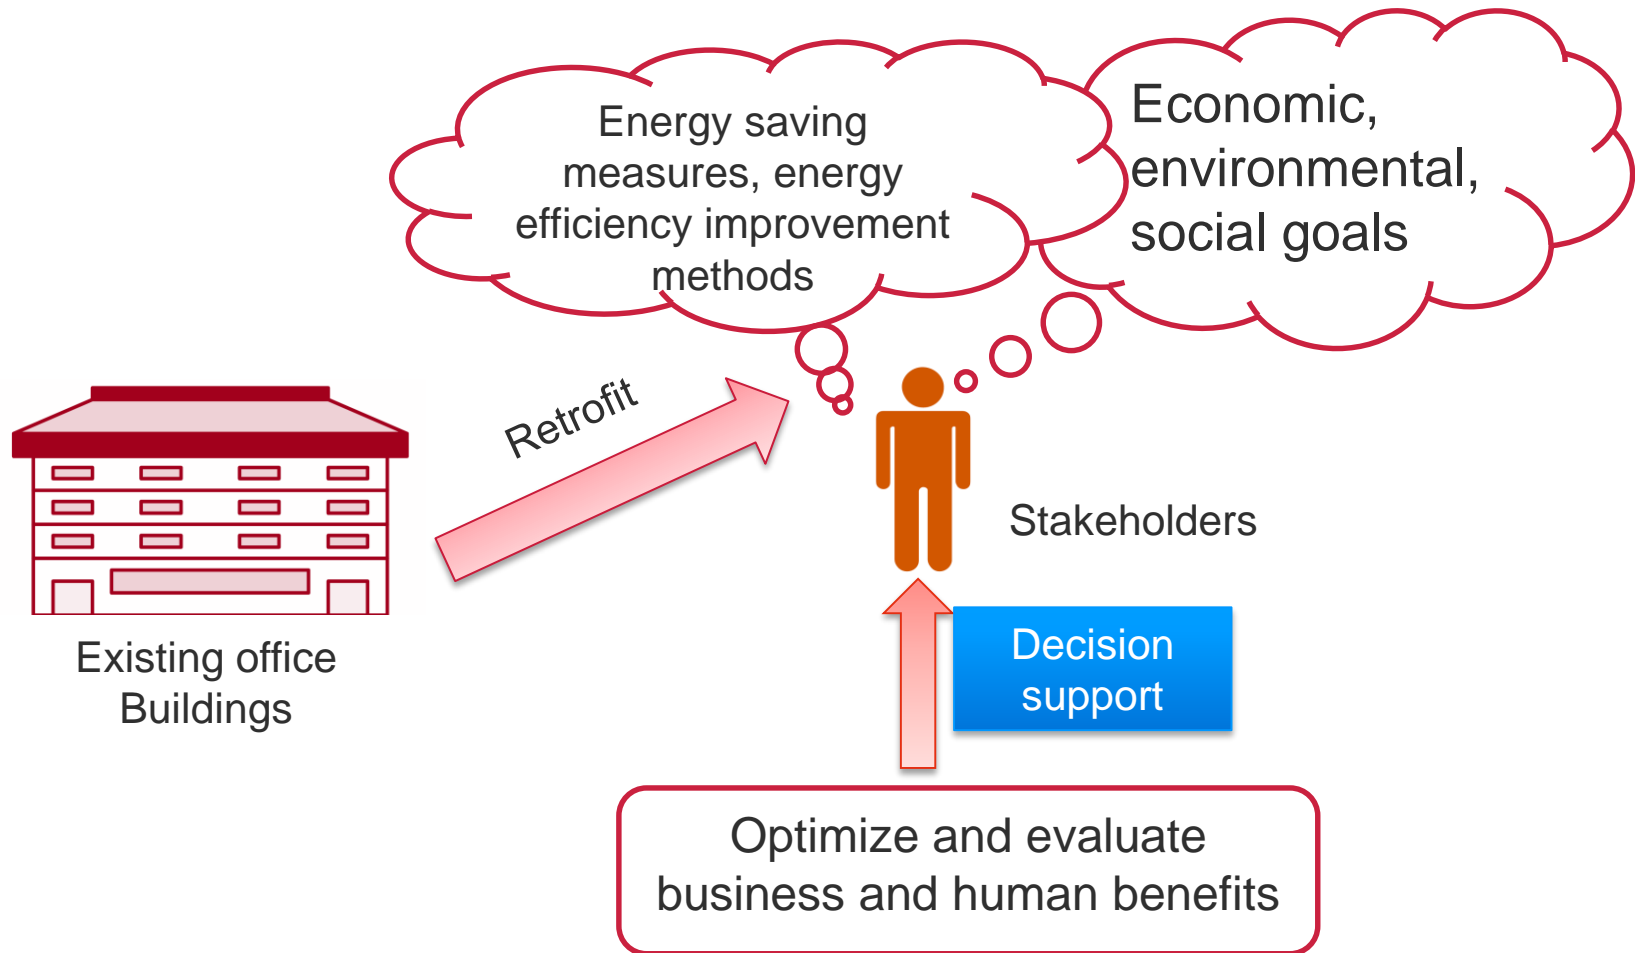 Energy saving
measures, energy
efficiency improvement
methods
Economic,
environmental,
social goals
Retrofit
Stakeholders
Existing office
Buildings
Decision
support
Optimize and evaluate
business and human benefits